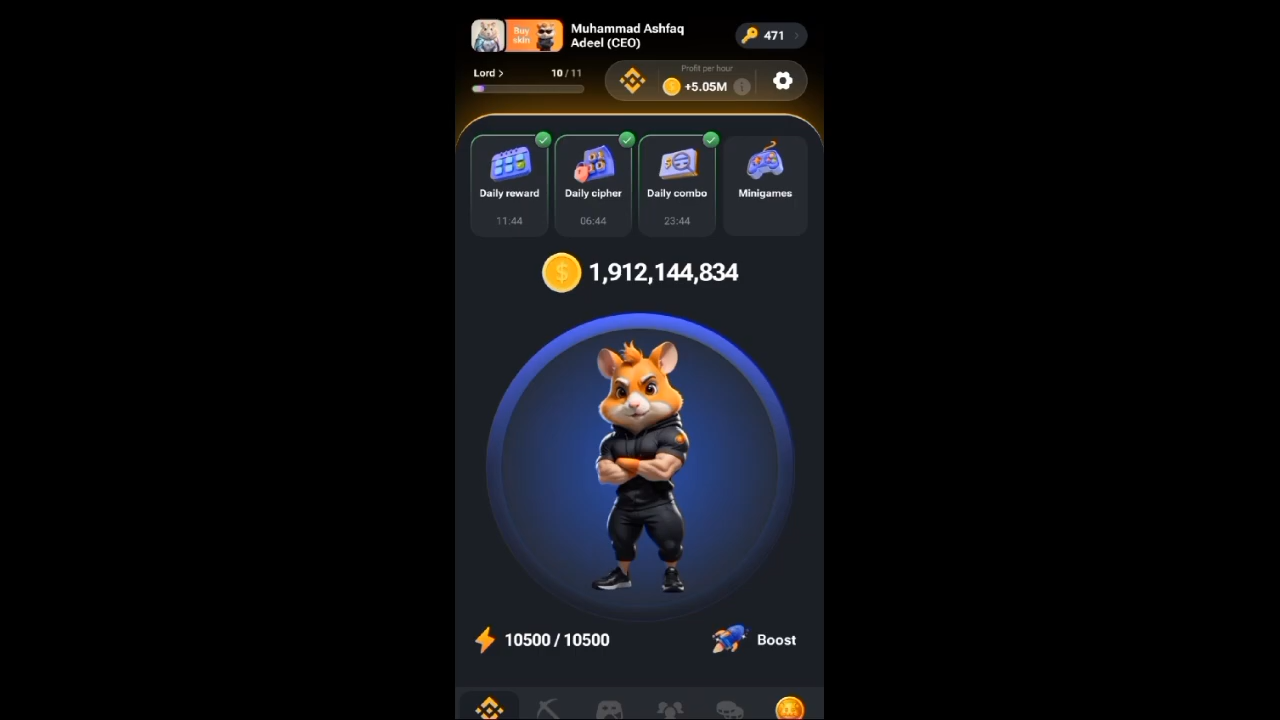 Buy
skin
Muhammad Ashfaq
Adeel (CEO)
471
Lord >
10 / 11
Profit per hour
+5.05M
Daily reward
11:44
Daily cipher
06:44
Daily combo
23:44
Minigames
1,912,144,834
10500 / 10500
Boost